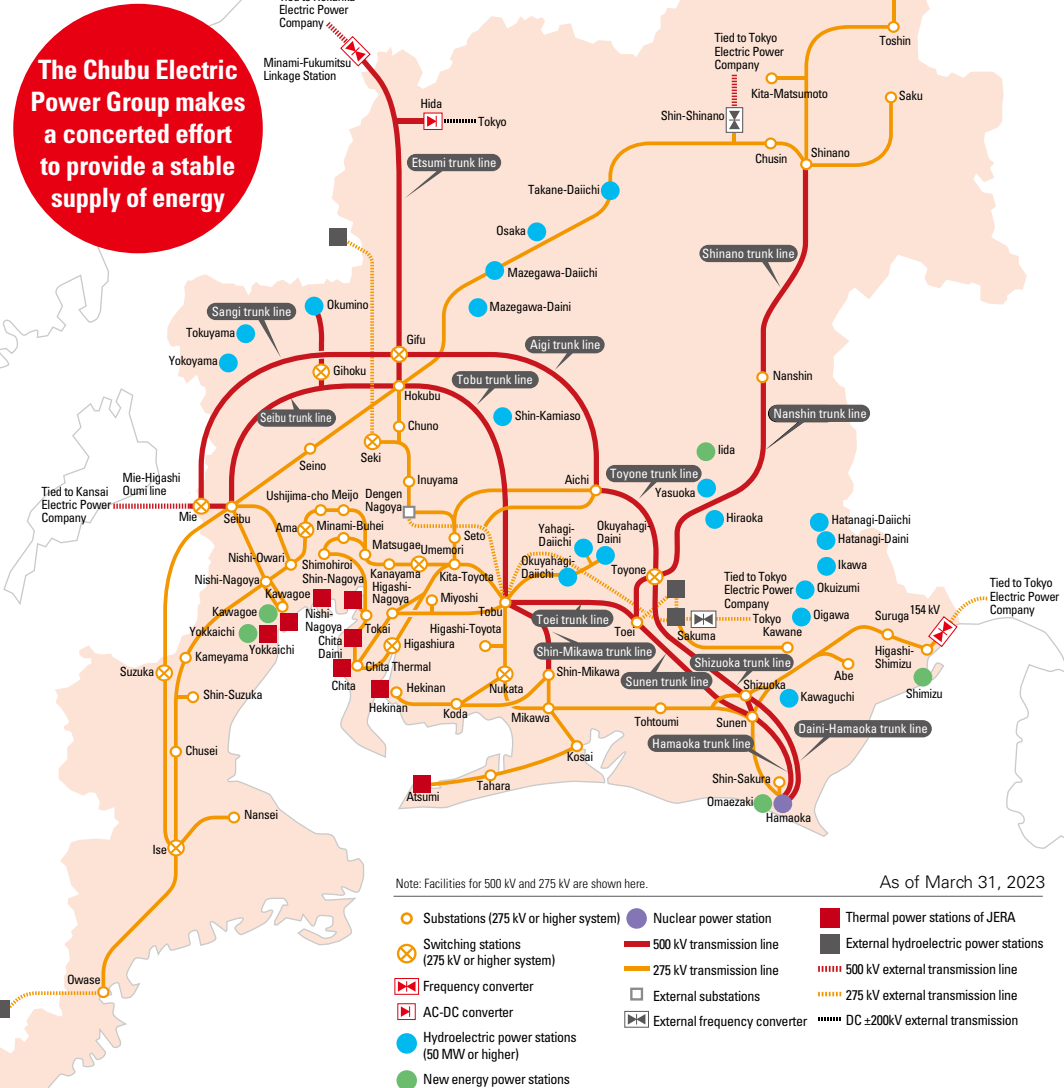 Electric Power
Company
Minami-Fukumitsu
Linkage Station
The Chubu Electric
Power Group makes
a concerted effort
to provide a stable
supply of energy
Hida
Tokyo
Etsumi trunk line
Tied to Tokyo
Electric Power
Company
Toshin
Kita-Matsumoto
Saku
Shin-Shinano
Chusin
Shinano
Takane-Daiichi
Osaka
Mazegawa-Daiichi
Mazegawa-Daini
Shinano trunk line
Okumino
Sangi trunk line
Tokuyama
Yokoyama
Gifu
Gihoku
Aigi trunk line
Tobu trunk line
Hokubu
Nanshin
Seibu trunk line
Chuno
Shin-Kamiaso
Nanshin trunk line
Seki
Seino
Iida
Inuyama
Toyone trunk line
Yasuoka
Mie-Higashi
Oumi line
Tied to Kansai
Electric Power
Company
Mie
Seibu
Ushijima-cho
Meijo
Dengen
Nagoya
Aichi
Hiraoka
Hatanagi-Daiichi
Hatanagi-Daini
Ama
Minami-Buhei
Seto
Yahagi-
Daiichi
Okuyahagi-
Daini
Nishi-Owari
Matsugae
Umemori
Shimohiroi
Ikawa
Shin-Nagoya
Kanayama
Kita-Toyota
Okuyahagi-
Daiichi
Toyone
Nishi-Nagoya
Kawagoe
Higashi-
Nagoya
Miyoshi
Tied to Tokyo
Electric Power
Company
Okuizumi
Tied to Tokyo
Electric Power
Company
Kawagoe
Nishi-
Nagoya
Tobu
Toei trunk line
Tokyo
Oigawa
154 kV
Yokkaichi
Yokkaichi
Tokai
Chita
Daini
Higashi-Toyota
Toei
Sakuma
Kawane
Suruga
Kameyama
Higashiura
Shin-Mikawa trunk line
Higashi-
Shimizu
Suzuka
Chita Thermal
Shin-Mikawa
Shizuoka trunk line
Abe
Chita
Sunen trunk line
Shizuoka
Shimizu
Shin-Suzuka
Hekinan
Hekinan
Nukata
Kawaguchi
Koda
Mikawa
Tohtoumi
Sunen
Daini-Hamaoka trunk line
Hamaoka trunk line
Chusei
Kosai
Shin-Sakura
Atsumi
Tahara
Omaezaki
Hamaoka
Nansei
Ise
Owase
Note: Facilities for 500 kV and 275 kV are shown here.
As of March 31, 2023
Substations (275 kV or higher system)
Switching stations
(275 kV or higher system)
Frequency converter
AC-DC converter
Hydroelectric power stations
(50 MW or higher)
New energy power stations
Nuclear power station
500 kV transmission line
275 kV transmission line
External substations
External frequency converter
Thermal power stations of JERA
External hydroelectric power stations
500 kV external transmission line
275 kV external transmission line
DC ±200kV external transmission